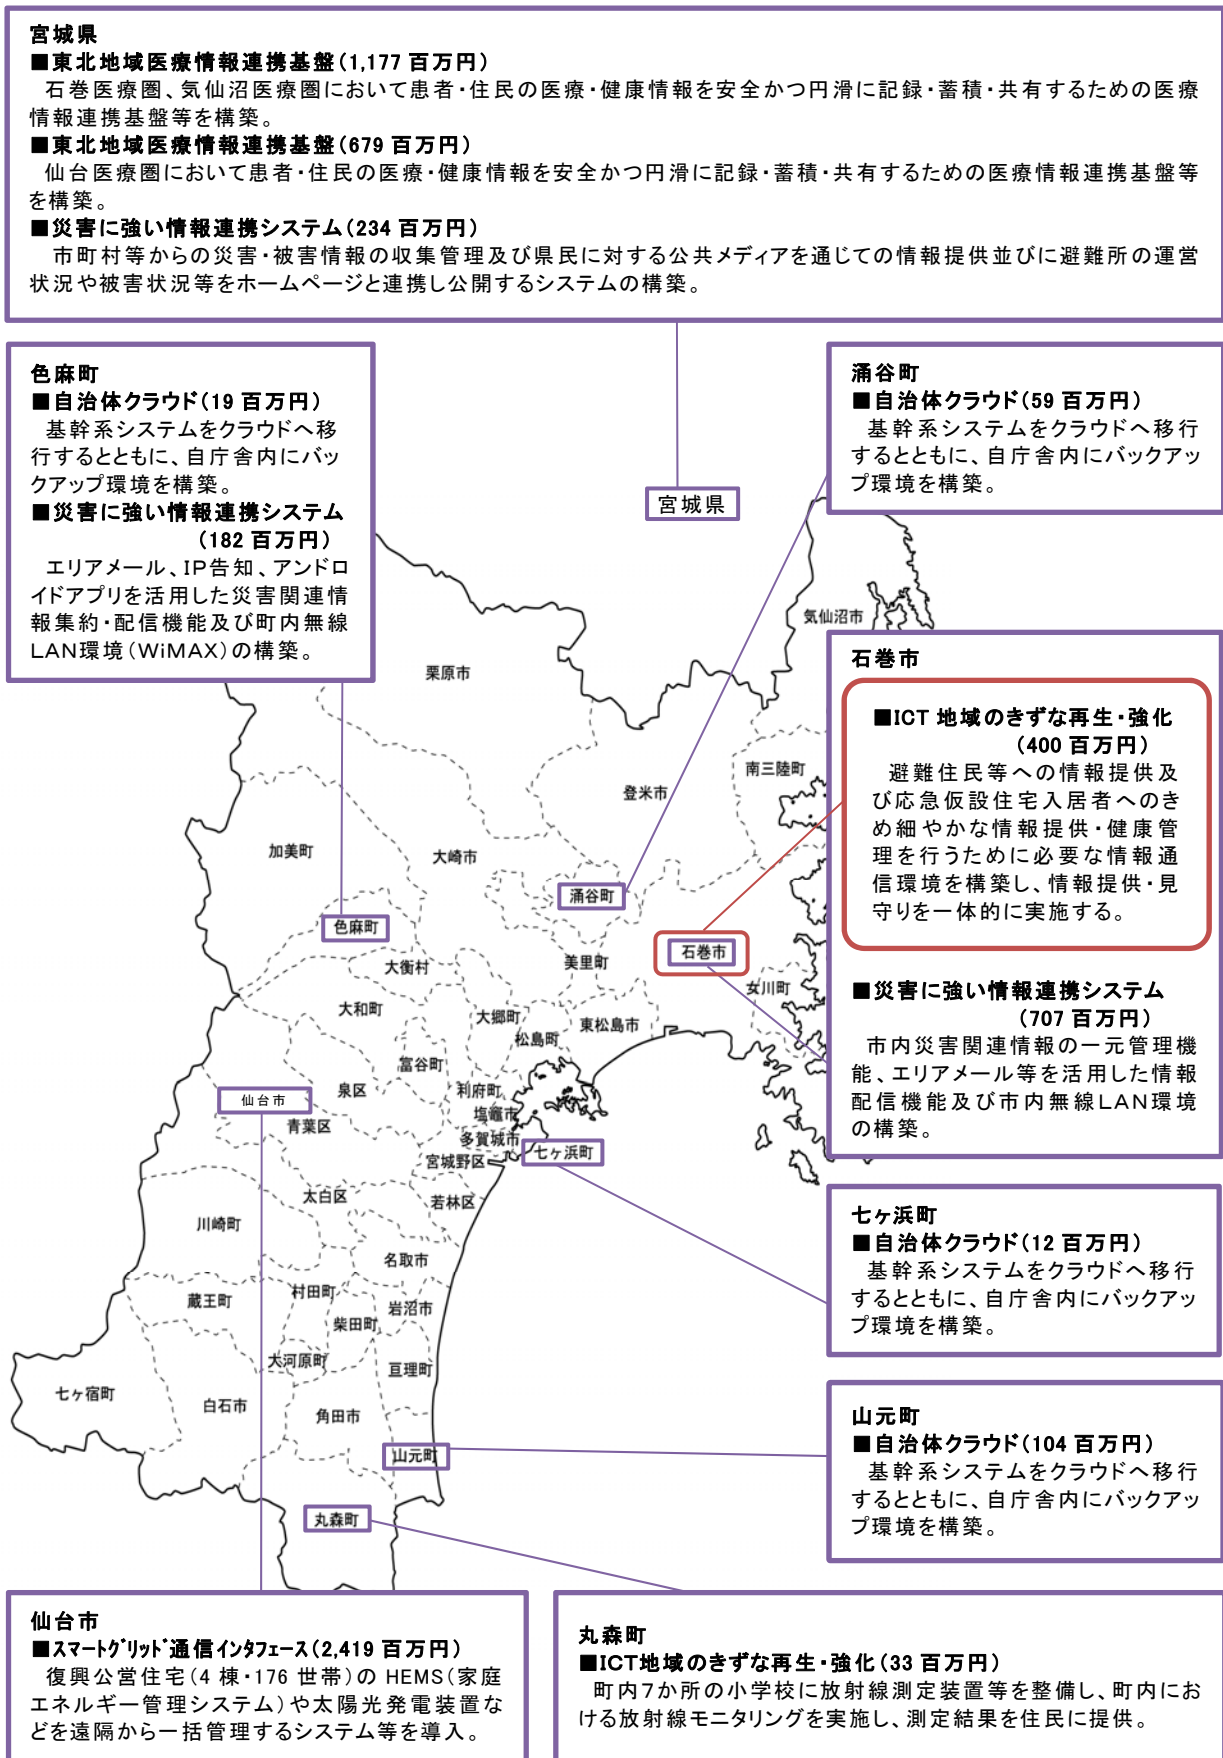 宮城県
■東北地域医療情報連携基盤(1,177 百万円)
石巻医療圏、気仙沼医療圏において患者・住民の医療・健康情報を安全かつ円滑に記録・蓄積・共有するための医療
情報連携基盤等を構築。
■東北地域医療情報連携基盤(679 百万円)
仙台医療圏において患者・住民の医療・健康情報を安全かつ円滑に記録・蓄積・共有するための医療情報連携基盤等
を構築。
■災害に強い情報連携システム(234 百万円)
市町村等からの災害・被害情報の収集管理及び県民に対する公共メディアを通じての情報提供並びに避難所の運営
状況や被害状況等をホームページと連携し公開するシステムの構築。
色麻町
■自治体クラウド(19 百万円)
基幹系システムをクラウドへ移
行するとともに、自庁舎内にバッ
クアップ環境を構築。
■災害に強い情報連携システム
(182 百万円)
エリアメール、IP告知、アンドロ
イドアプリを活用した災害関連情
報集約・配信機能及び町内無線
LAN環境(WiMAX)の構築。
涌谷町
■自治体クラウド(59 百万円)
基幹系システムをクラウドへ移行
するとともに、自庁舎内にバックアッ
プ環境を構築。
宮城県
気仙沼市
栗原市
南三陸町
登米市
加美町
大崎市
涌谷町
色麻町
石巻市
美里町
大衡村
女川町
大和町
大郷町
東松島市
松島町
富谷町
利府町
泉区
仙台市
塩竈市
青葉区
多賀城市
七ヶ浜町
宮城野区
太白区
若林区
川崎町
名取市
村田町
蔵王町
岩沼市
柴田町
大河原町
亘理町
七ヶ宿町
白石市
角田市
山元町
丸森町
石巻市
■ICT 地域のきずな再生・強化
(400 百万円)
避難住民等への情報提供及
び応急仮設住宅入居者へのき
め細やかな情報提供・健康管
理を行うために必要な情報通
信環境を構築し、情報提供・見
守りを一体的に実施する。
■災害に強い情報連携システム
(707 百万円)
市内災害関連情報の一元管理機
能、エリアメール等を活用した情報
配信機能及び市内無線LAN環境
の構築。
七ヶ浜町
■自治体クラウド(12 百万円)
基幹系システムをクラウドへ移行
するとともに、自庁舎内にバックアッ
プ環境を構築。
山元町
■自治体クラウド(104 百万円)
基幹系システムをクラウドへ移行
するとともに、自庁舎内にバックアッ
プ環境を構築。
仙台市
■スマートグリッド通信インタフェース(2,419 百万円)
復興公営住宅(4 棟・176 世帯)の HEMS(家庭
エネルギー管理システム)や太陽光発電装置な
どを遠隔から一括管理するシステム等を導入。
丸森町
■ICT地域のきずな再生・強化(33 百万円)
町内7か所の小学校に放射線測定装置等を整備し、町内にお
ける放射線モニタリングを実施し、測定結果を住民に提供。